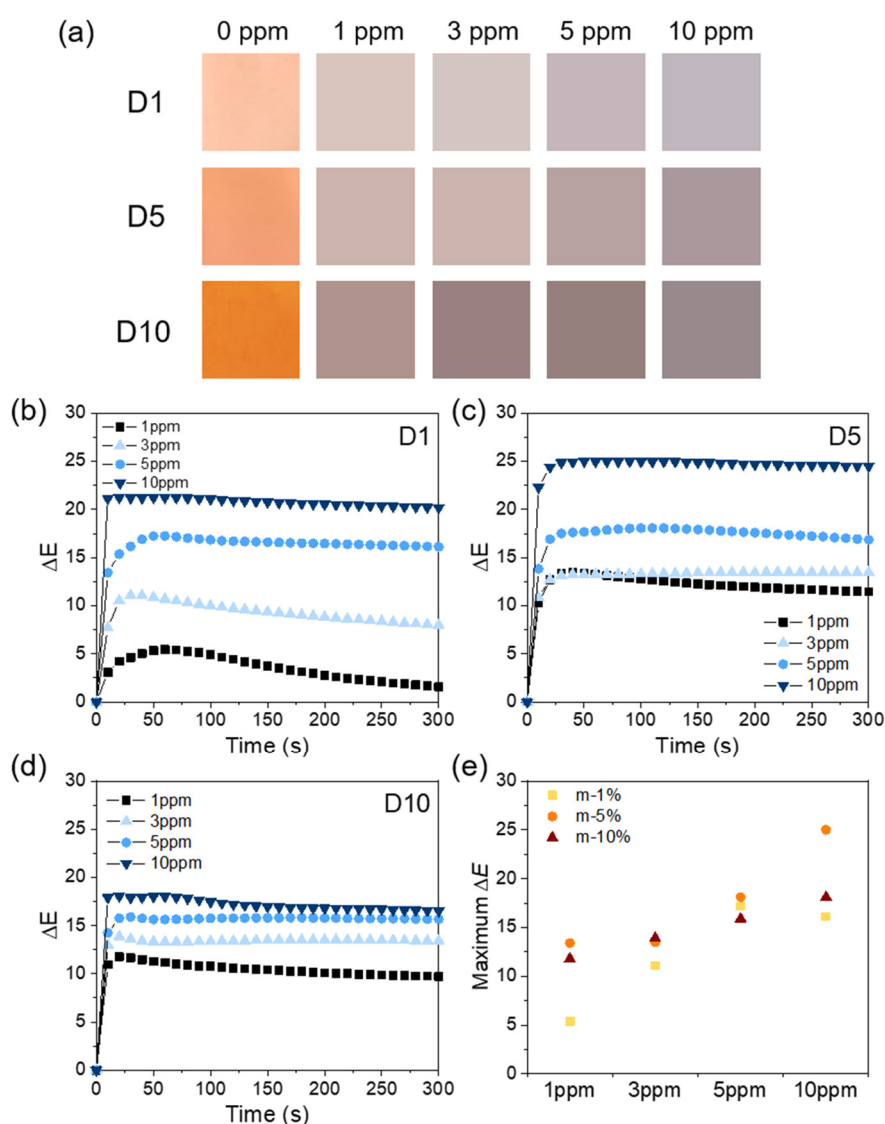 (a)
0 ppm 1 ppm 3 ppm 5 ppm 10 ppm
D1
D5
D10
(b)
30
25
20
15
10
5
0
ΔE
1ppm
3ppm
5ppm
10ppm
D1
0 50 100 150 200 250 300
Time (s)
(c)
30
25
20
15
10
5
0
ΔE
D5
1ppm
3ppm
5ppm
10ppm
0 50 100 150 200 250 300
Time (s)
(d)
30
25
20
15
10
5
0
ΔE
1ppm
3ppm
5ppm
10ppm
D10
0 50 100 150 200 250 300
Time (s)
(e)
30
25
20
15
10
5
0
Maximum ΔE
m-1%
m-5%
m-10%
1ppm 3ppm 5ppm 10ppm